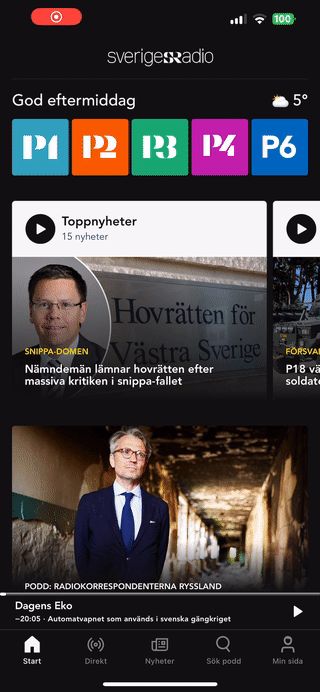 100
sverigesradio
God eftermiddag
5°
P1
P2
P3
P4
P6
Toppnyheter
15 nyheter
Hovrätten för
Västra Sverige
SNIPPA-DOMEN
Nämndemän lämnar hovrätten efter
massiva kritiken i snippa-fallet
FÖRSVA
P18 vä
soldate
PODD: RADIOKORRESPONDENTERNA RYSSLAND
Dagens Eko
−20:05 · Automatvapnet som används i svenska gängkriget
Start
Direkt
Nyheter
Sök podd
Min sida